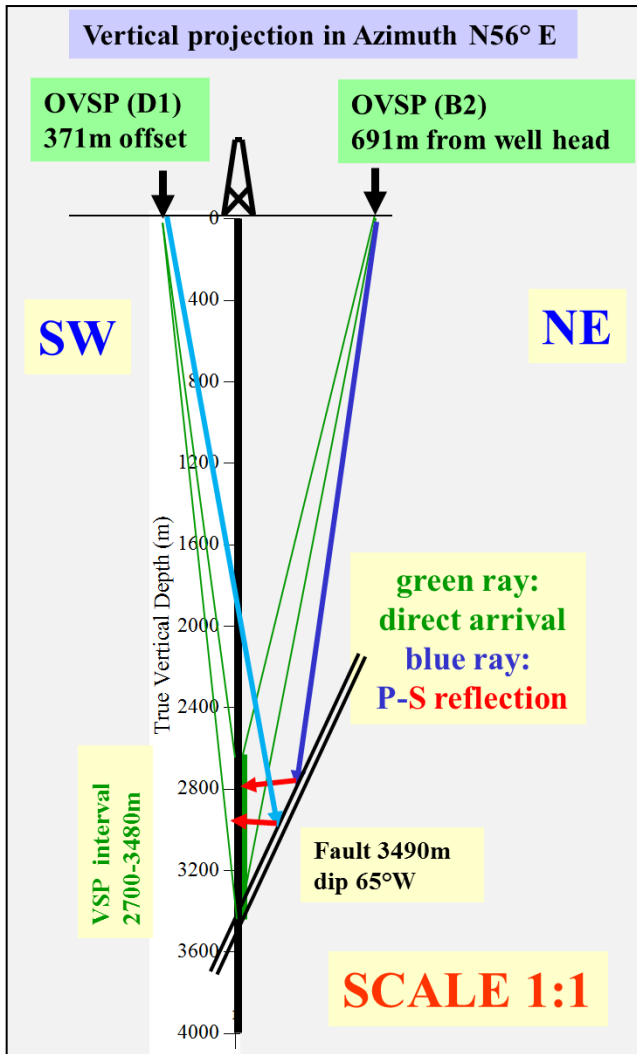 Vertical projection in Azimuth N56° E
OVSP (D1)
371m offset
OVSP (B2)
691m from well head
0
400
800
1200
1600
2000
2400
2800
3200
3600
4000
True Vertical Depth (m)
SW
NE
green ray:
direct arrival
blue ray:
P-S reflection
VSP interval
2700-3480m
Fault 3490m
dip 65°W
SCALE 1:1